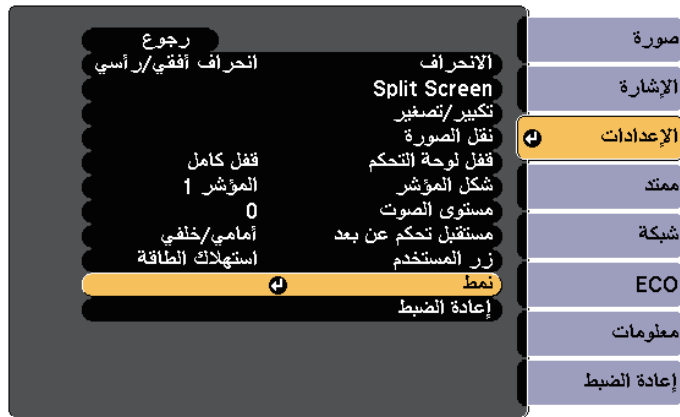 صورة
الإشارة
الإعدادات
ممتد
شبكة
ECO
معلومات
إعادة الضبط
رجوع
الانحراف انحراف أفقي/رأسي
Split Screen
تكبير/تصغير
نقل الصورة
قفل لوحة التحكم قفل كامل
شكل المؤشر المؤشر 1
مستوى الصوت 0
مستقبل تحكم عن بعد أمامي/خلفي
زر المستخدم استهلاك الطاقة
نمط
إعادة الضبط